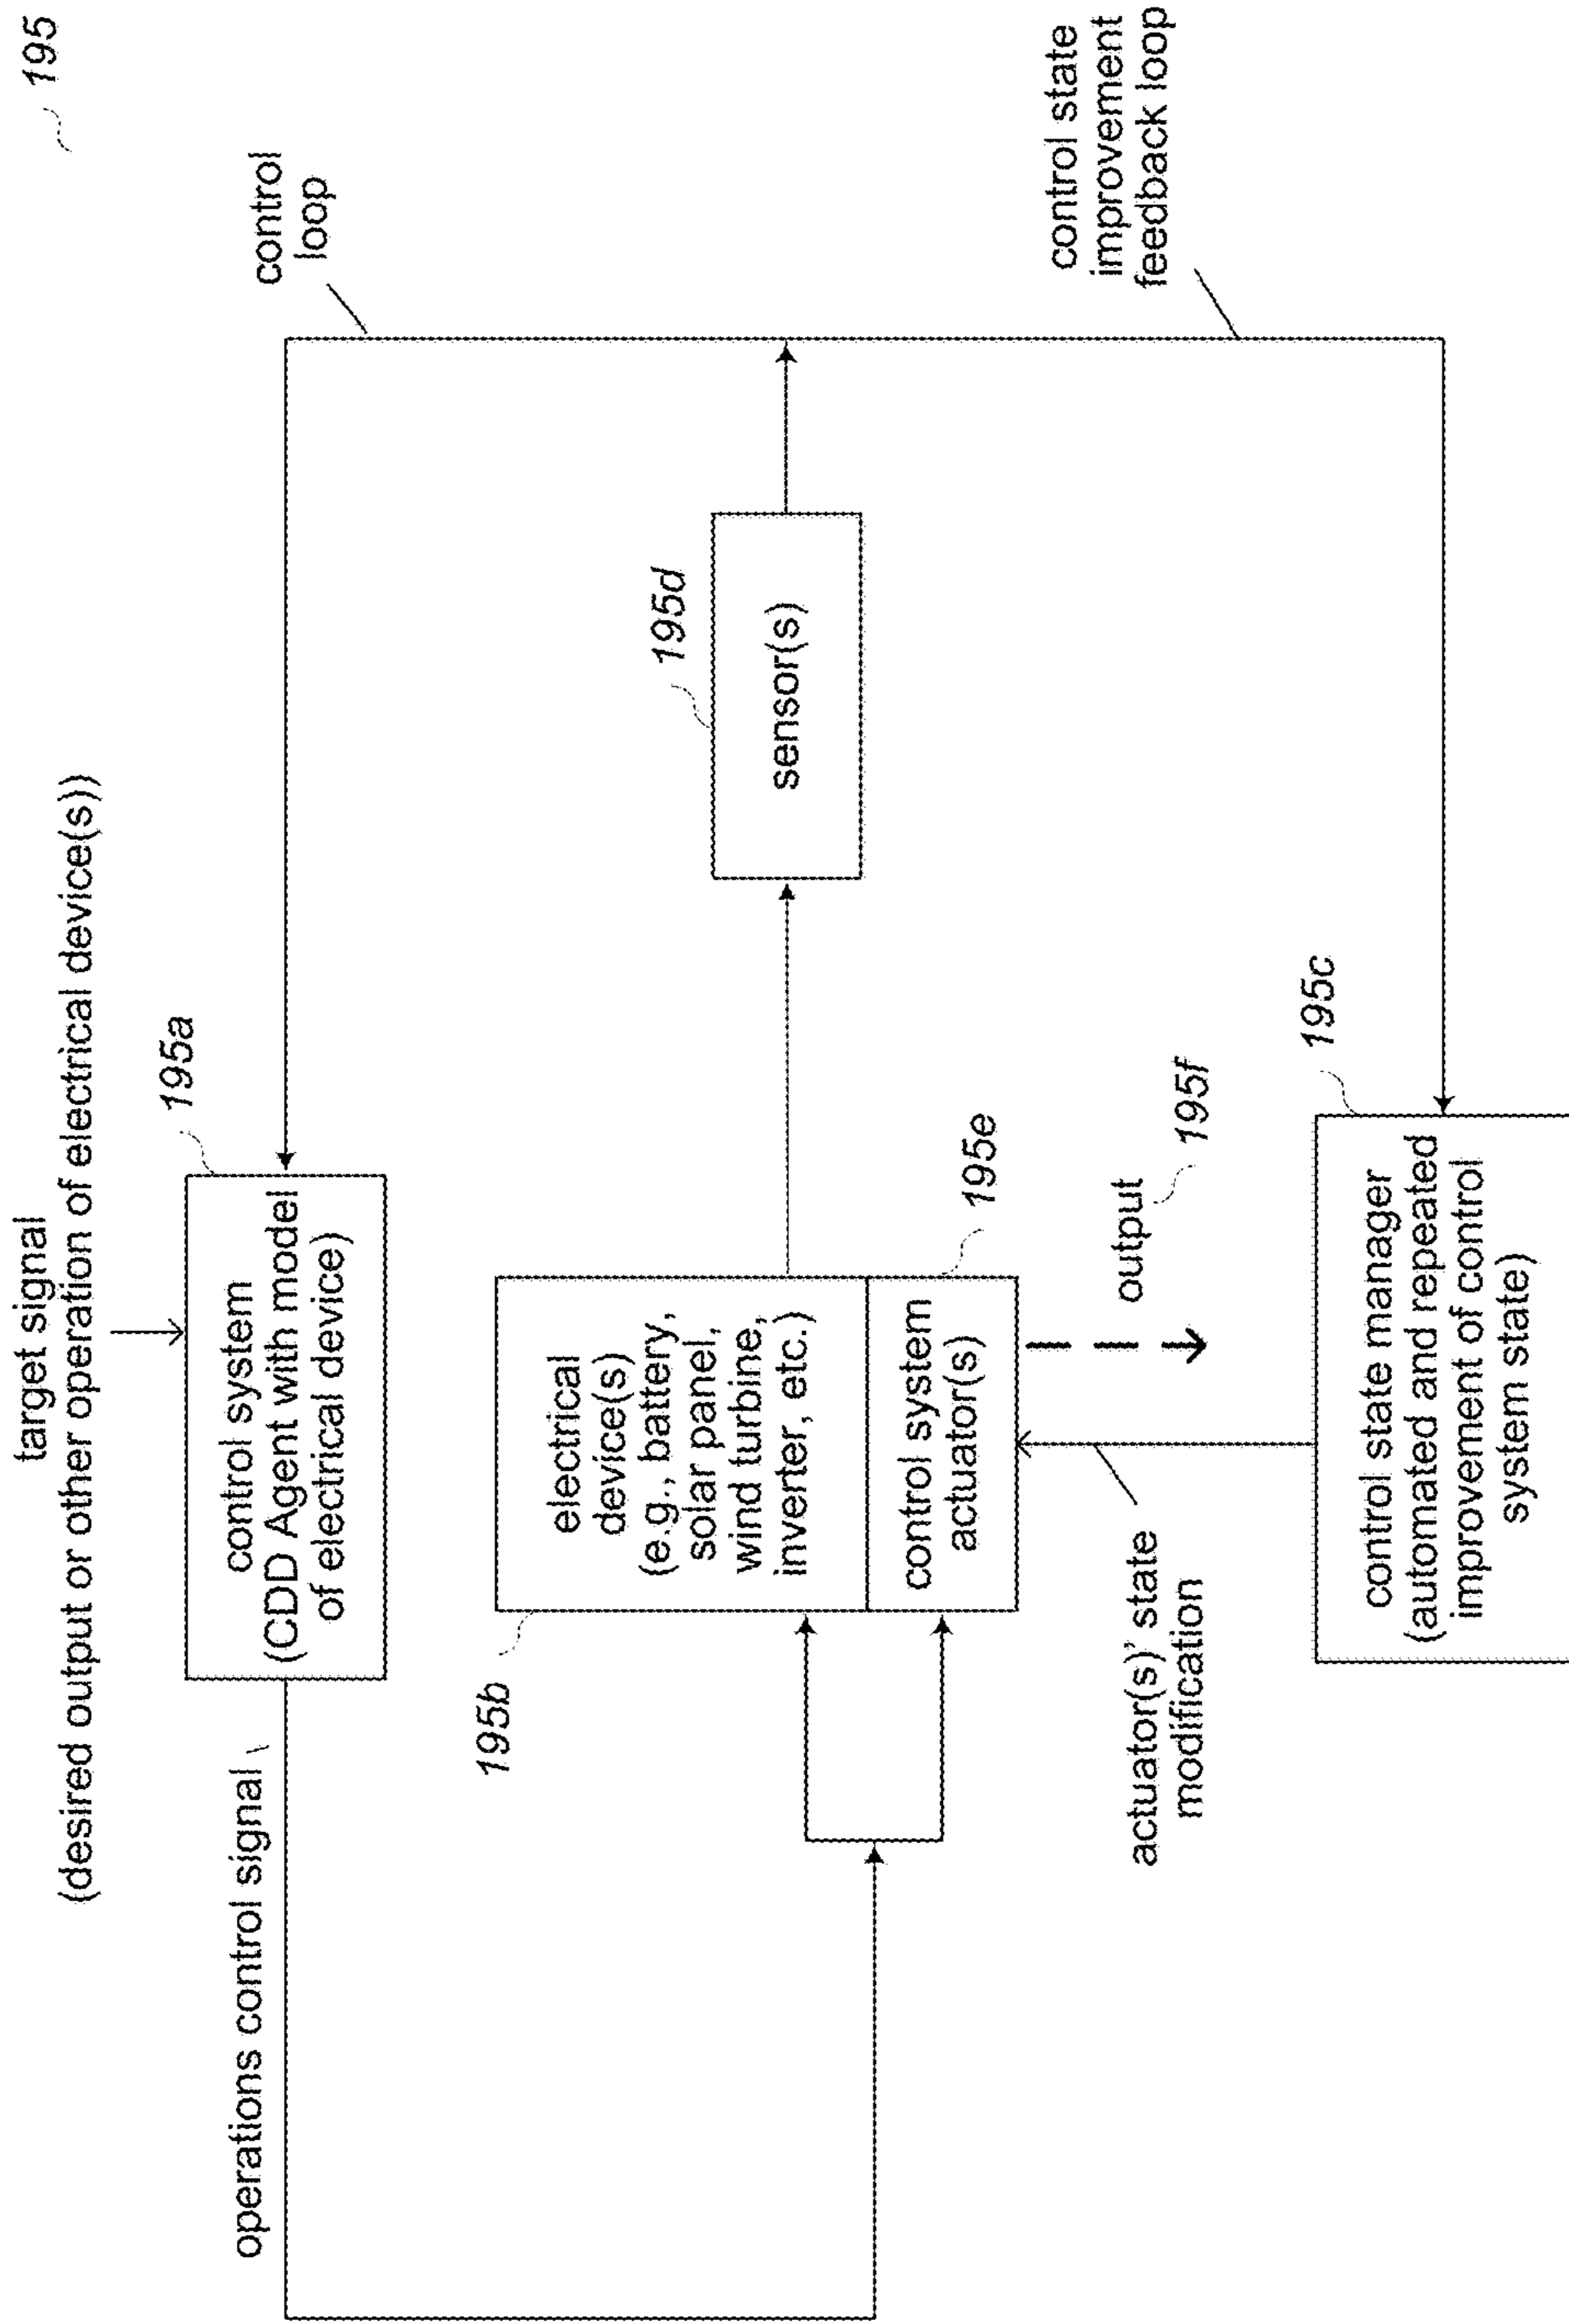 195
target signal
(desired output or other operation of electrical device(s))
operations control signal
195a
control system
(CDD Agent with model
of electrical device)
control
loop
195b
electrical
device(s)
(e.g., battery,
solar panel,
wind turbine,
inverter, etc.)
control system
actuator(s)
195e
195d
sensor(s)
output
195f
actuator(s)’ state
modification
control state
improvement
feedback loop
195c
control state manager
(automated and repeated
improvement of control
system state)